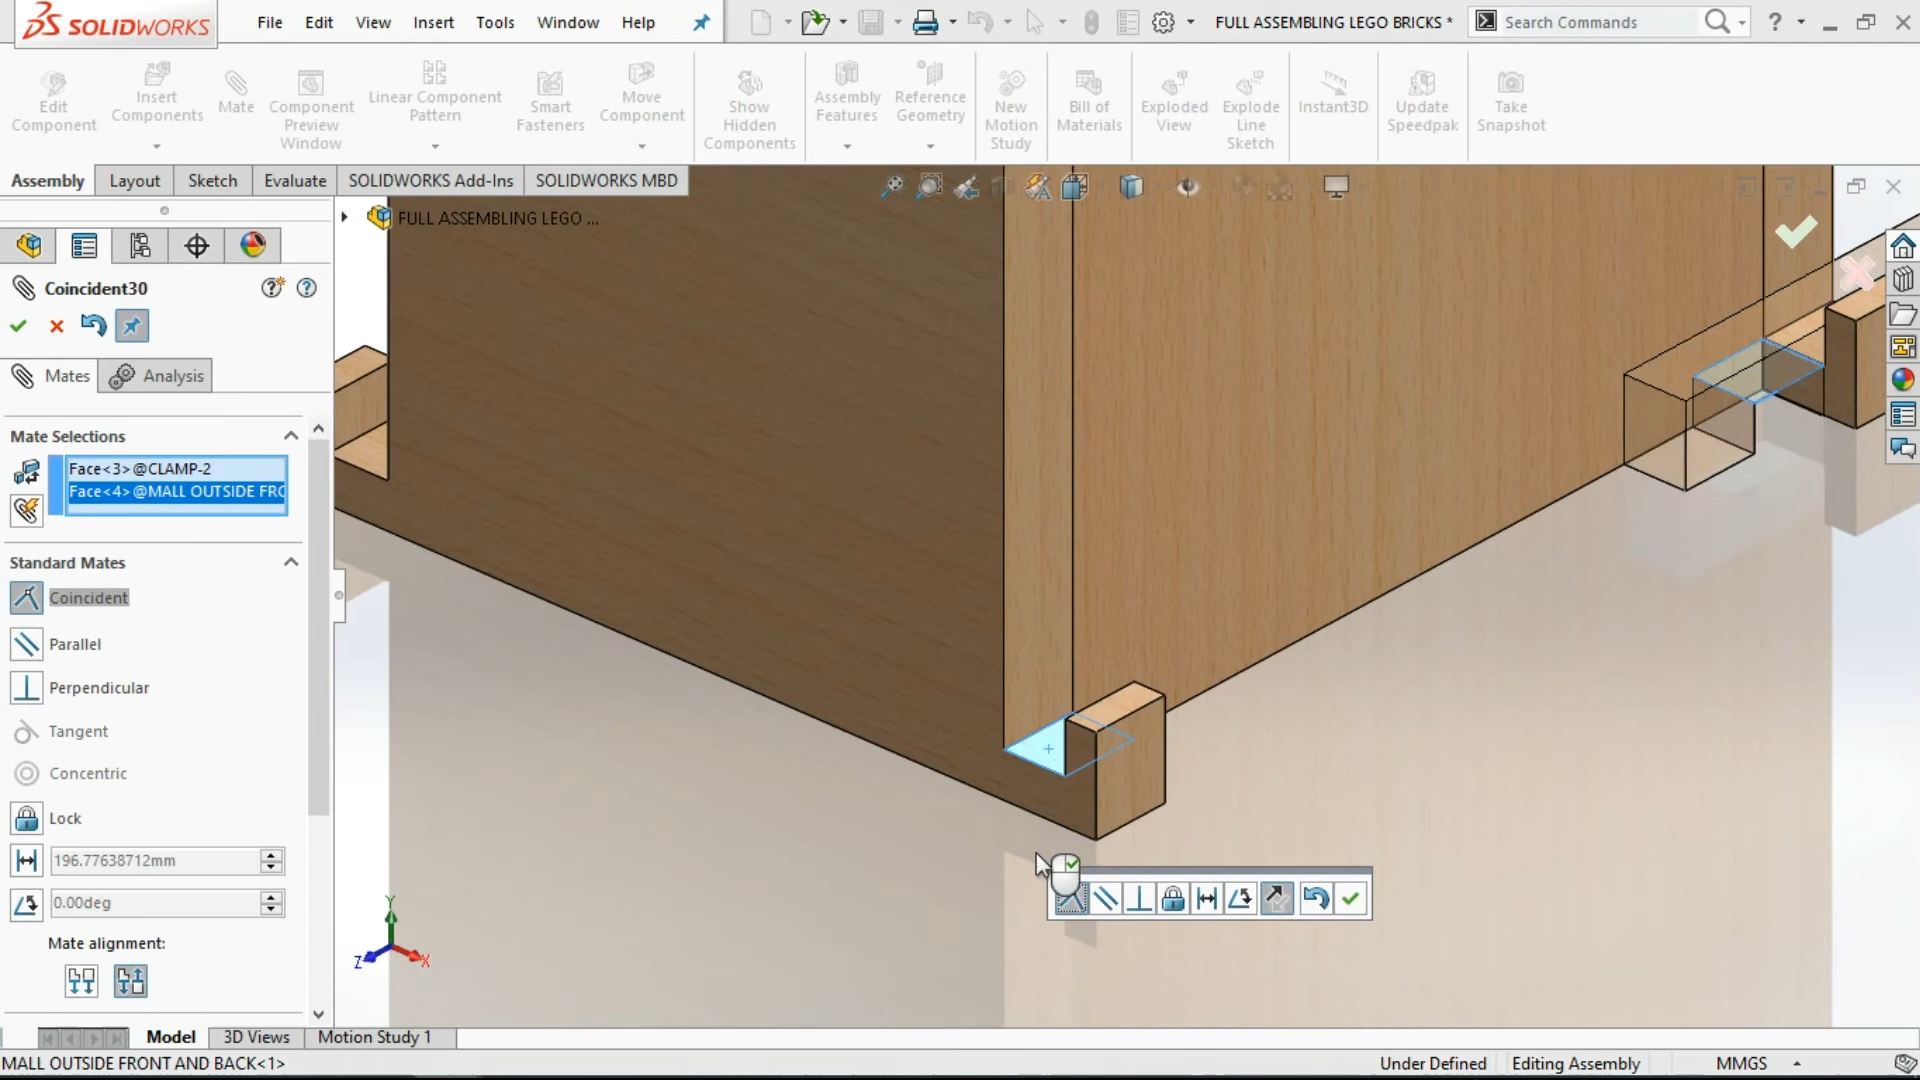 SOLIDWORKS
File Edit View Insert Tools Window Help
FULL ASSEMBLING LEGO BRICKS *
Search Commands
?
Edit Component
Insert Components
Mate
Component Preview Window
Linear Component Pattern
Smart Fasteners
Move Component
Show Hidden Components
Assembly Features
Reference Geometry
New Motion Study
Bill of Materials
Exploded View
Explode Line Sketch
Instant3D
Update Speedpak
Take Snapshot
Assembly Layout Sketch Evaluate SOLIDWORKS Add-Ins SOLIDWORKS MBD
FULL ASSEMBLING LEGO ...
Coincident30
Mates Analysis
Mate Selections
Face<3>@CLAMP-2
Face<4>@MALL OUTSIDE FRO
Standard Mates
Coincident
Parallel
Perpendicular
Tangent
Concentric
Lock
196.77638712mm
0.00deg
Mate alignment:
Y
Z X
Model 3D Views Motion Study 1
MALL OUTSIDE FRONT AND BACK<1>
Under Defined Editing Assembly MMGS